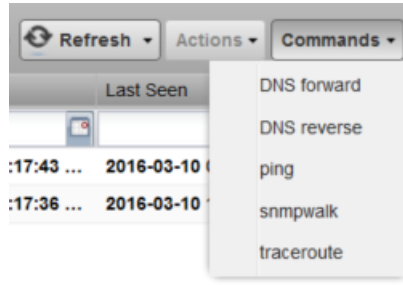 Refresh Actions Commands
Last Seen DNS forward
DNS reverse
:17:43 ... 2016-03-10 ping
:17:36 ... 2016-03-10 snmpwalk
traceroute